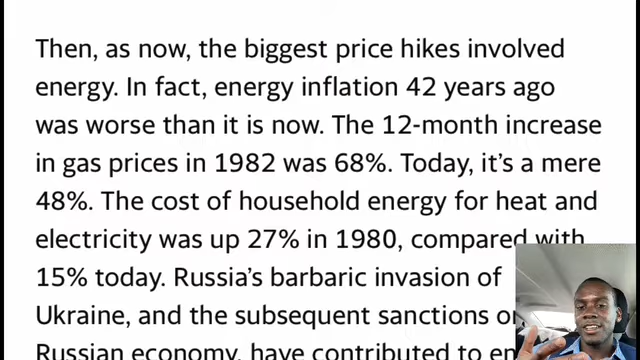 Then, as now, the biggest price hikes involved
energy. In fact, energy inflation 42 years ago
was worse than it is now. The 12-month increase
in gas prices in 1982 was 68%. Today, it's a mere
48%. The cost of household energy for heat and
electricity was up 27% in 1980, compared with
15% today. Russia's barbaric invasion of
Ukraine, and the subsequent sanctions
Russian economy, have contributed to